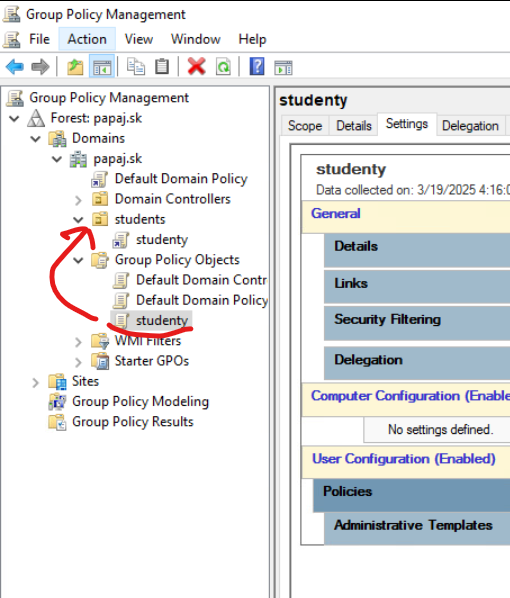 Group Policy Management
File Action View Window Help
Group Policy Management
Forest: papaj.sk
Domains
papaj.sk
Default Domain Policy
Domain Controllers
students
studenty
Group Policy Objects
Default Domain Contr
Default Domain Policy
studenty
WMI Filters
Starter GPOs
Sites
Group Policy Modeling
Group Policy Results
studenty
Scope Details Settings Delegation
studenty
Data collected on: 3/19/2025 4:16:0
General
Details
Links
Security Filtering
Delegation
Computer Configuration (Enable
No settings defined.
User Configuration (Enabled)
Policies
Administrative Templates